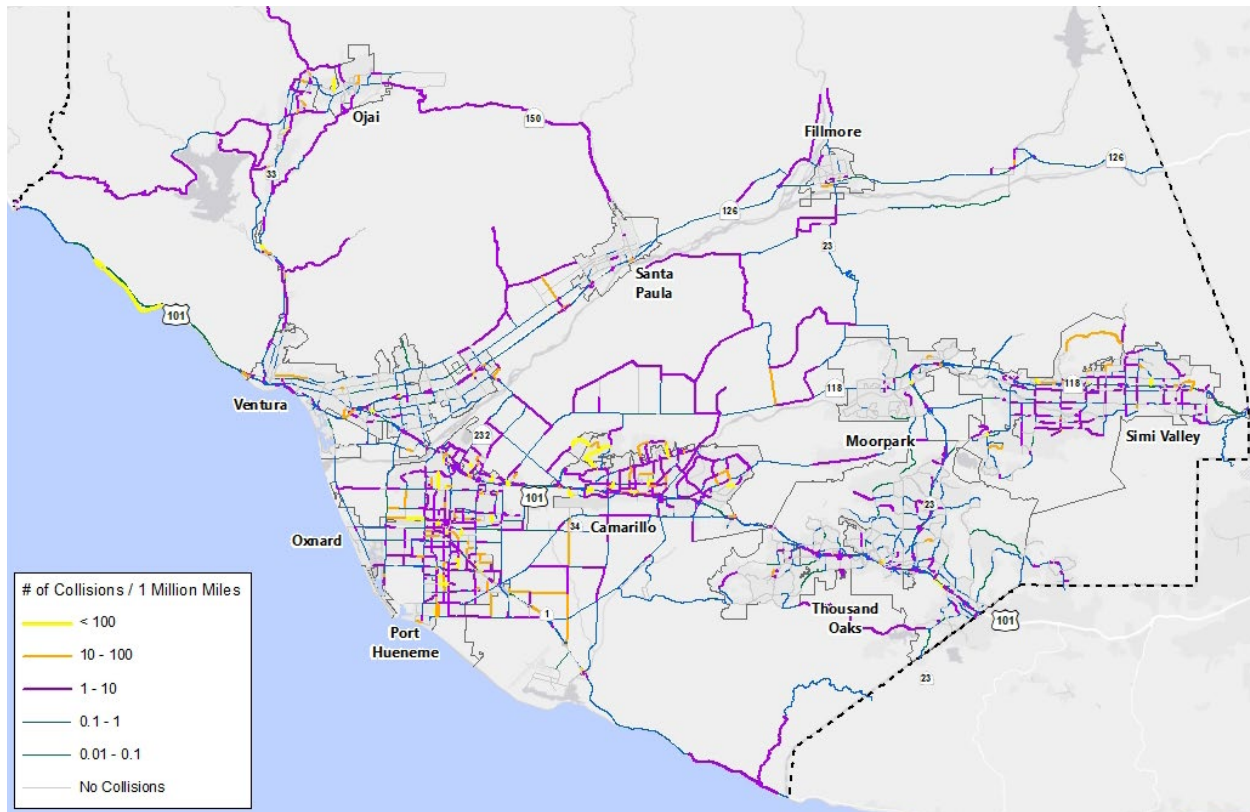 Ojai
150
Fillmore
126
33
126
23
Santa
Paula
101
118
118
Ventura
232
Moorpark
Simi Valley
101
23
34
Camarillo
Oxnard
1
Thousand
Oaks
101
Port
Hueneme
23
# of Collisions / 1 Million Miles
< 100
10 - 100
1 - 10
0.1 - 1
0.01 - 0.1
No Collisions